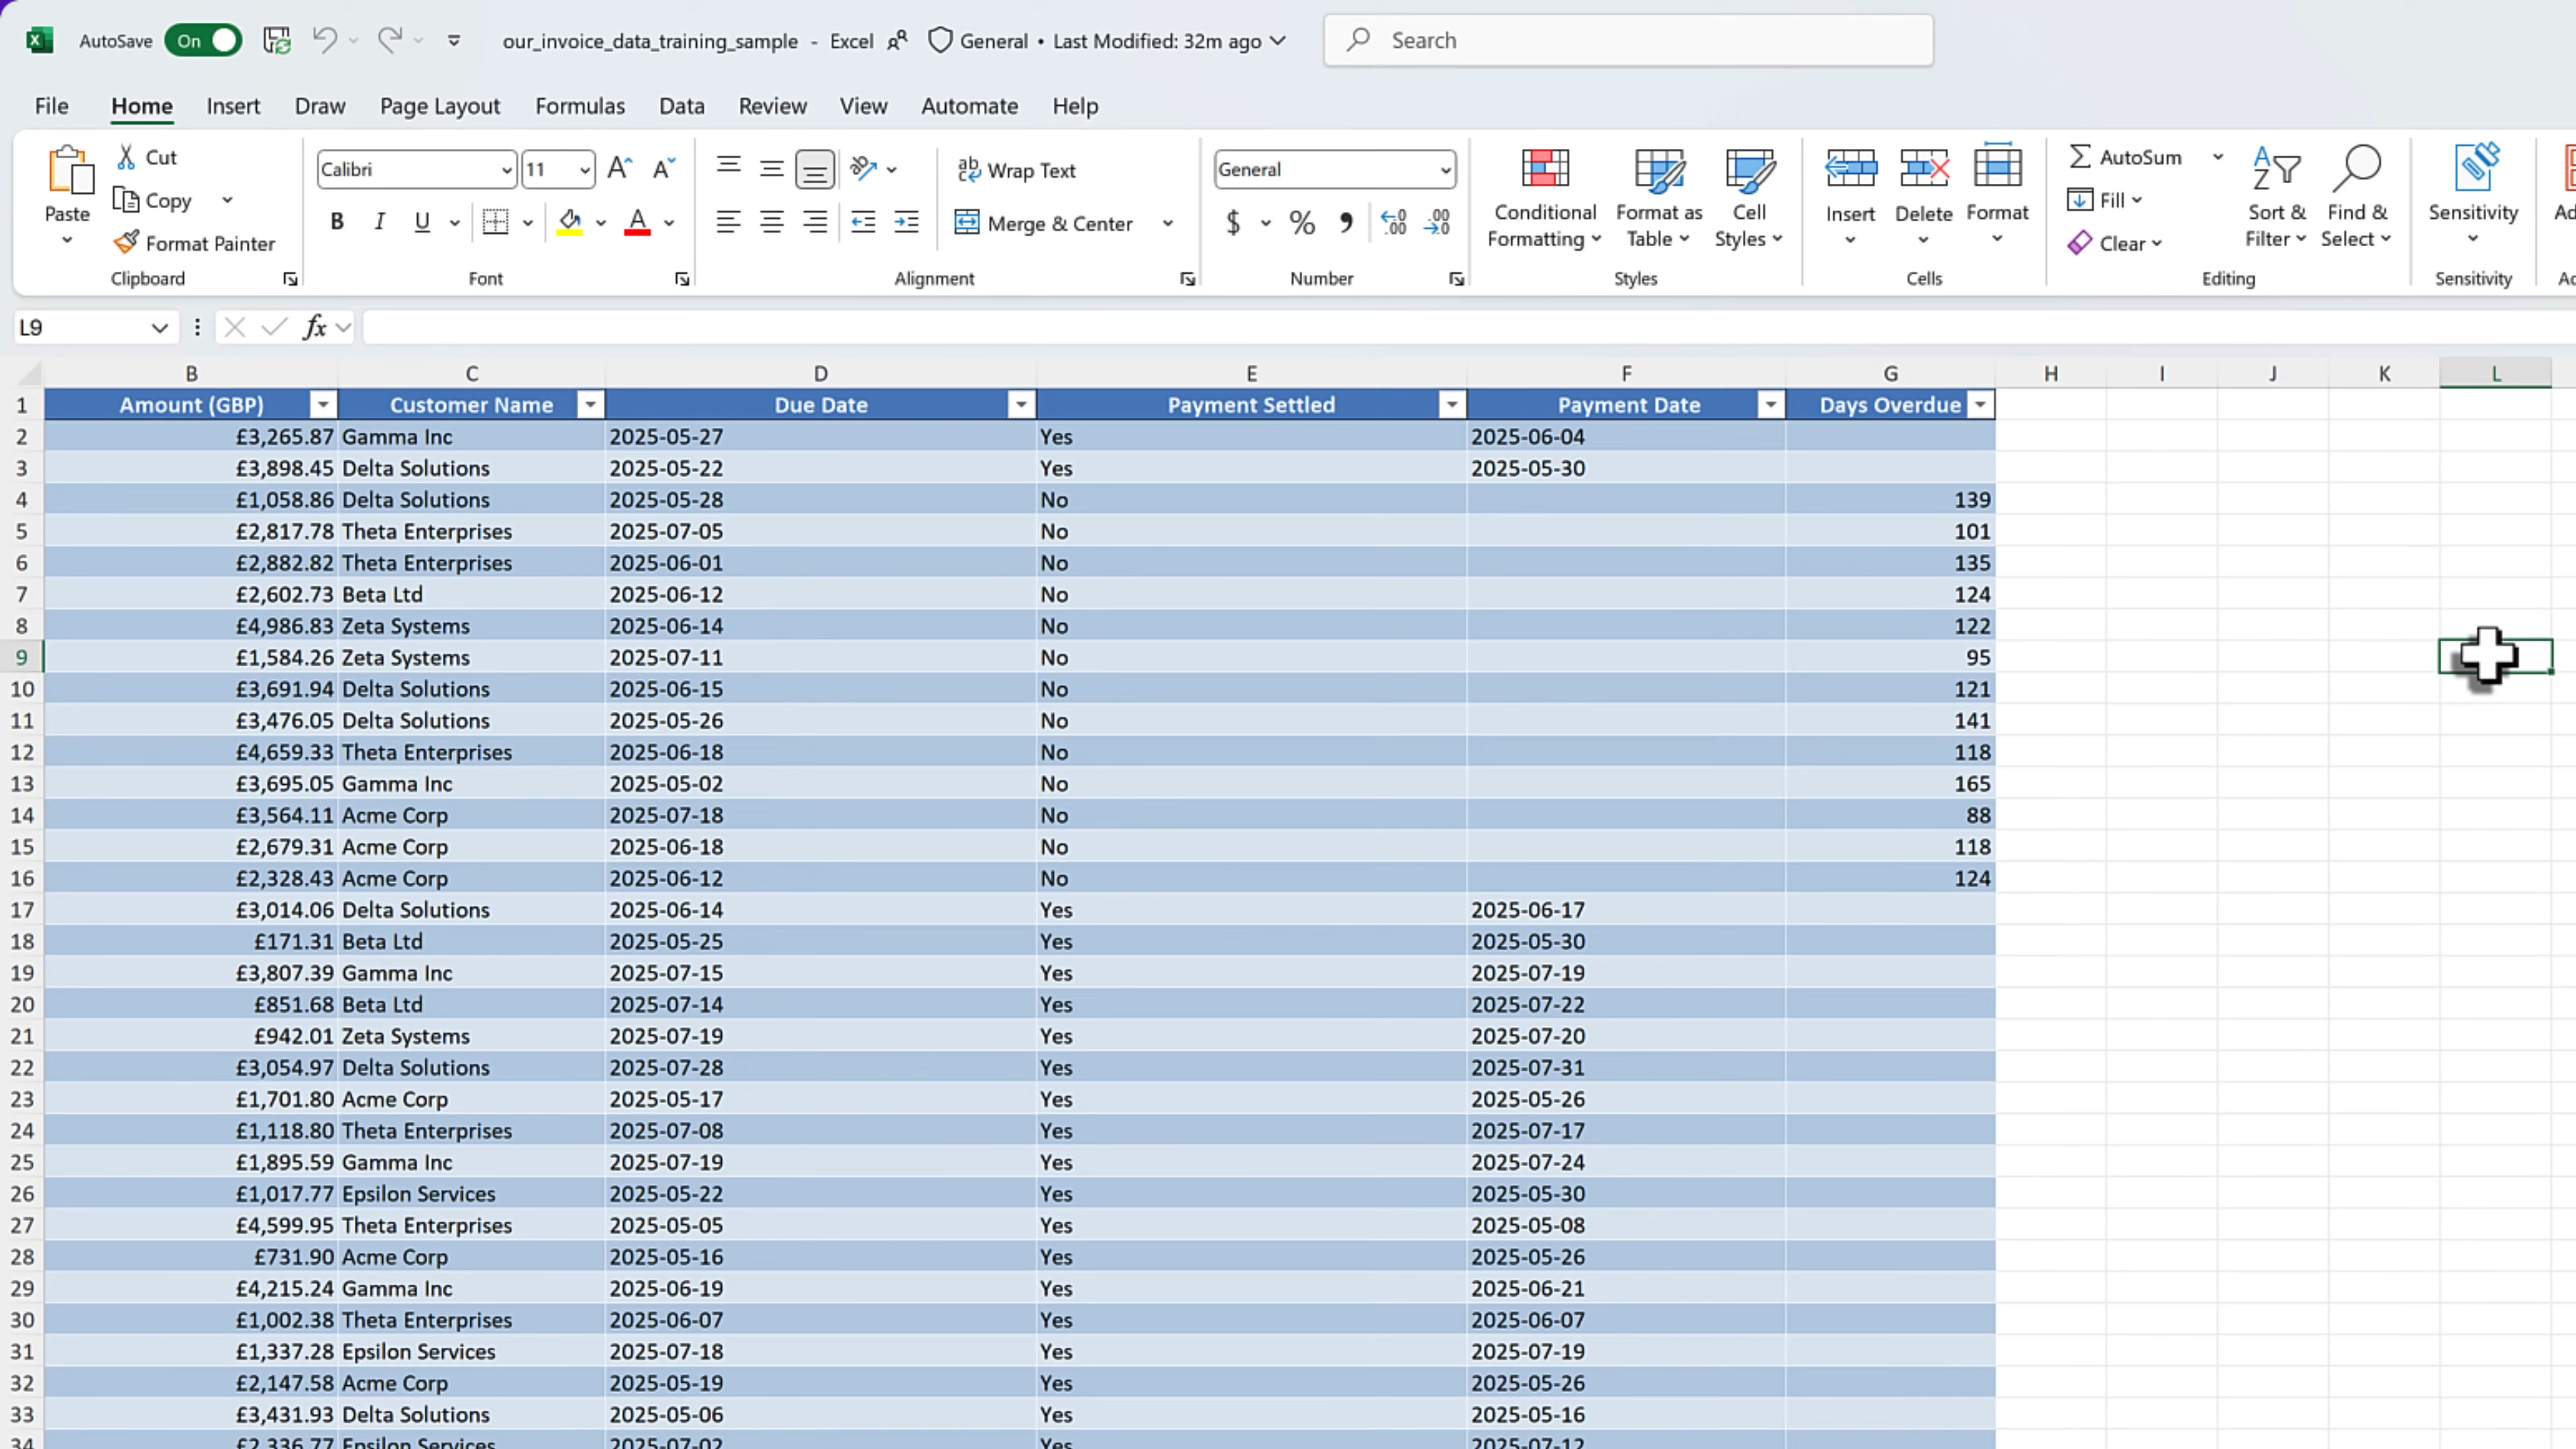 AutoSave On our_invoice_data_training_sample - Excel General • Last Modified: 32m ago Search
File Home Insert Draw Page Layout Formulas Data Review View Automate Help
Paste Cut Copy Format Painter Clipboard
Calibri 11 B I U A Font
Wrap Text Merge & Center Alignment
General $ % Number
Conditional Formatting Format as Table Cell Styles Styles
Insert Delete Format Cells
AutoSum Fill Clear Sort & Filter Find & Select Editing
Sensitivity Sensitivity
L9 fx
B C D E F G H I J K L
1 Amount (GBP) Customer Name Due Date Payment Settled Payment Date Days Overdue
2 £3,265.87 Gamma Inc 2025-05-27 Yes 2025-06-04
3 £3,898.45 Delta Solutions 2025-05-22 Yes 2025-05-30
4 £1,058.86 Delta Solutions 2025-05-28 No 139
5 £2,817.78 Theta Enterprises 2025-07-05 No 101
6 £2,882.82 Theta Enterprises 2025-06-01 No 135
7 £2,602.73 Beta Ltd 2025-06-12 No 124
8 £4,986.83 Zeta Systems 2025-06-14 No 122
9 £1,584.26 Zeta Systems 2025-07-11 No 95
10 £3,691.94 Delta Solutions 2025-06-15 No 121
11 £3,476.05 Delta Solutions 2025-05-26 No 141
12 £4,659.33 Theta Enterprises 2025-06-18 No 118
13 £3,695.05 Gamma Inc 2025-05-02 No 165
14 £3,564.11 Acme Corp 2025-07-18 No 88
15 £2,679.31 Acme Corp 2025-06-18 No 118
16 £2,328.43 Acme Corp 2025-06-12 No 124
17 £3,014.06 Delta Solutions 2025-06-14 Yes 2025-06-17
18 £171.31 Beta Ltd 2025-05-25 Yes 2025-05-30
19 £3,807.39 Gamma Inc 2025-07-15 Yes 2025-07-19
20 £851.68 Beta Ltd 2025-07-14 Yes 2025-07-22
21 £942.01 Zeta Systems 2025-07-19 Yes 2025-07-20
22 £3,054.97 Delta Solutions 2025-07-28 Yes 2025-07-31
23 £1,701.80 Acme Corp 2025-05-17 Yes 2025-05-26
24 £1,118.80 Theta Enterprises 2025-07-08 Yes 2025-07-17
25 £1,895.59 Gamma Inc 2025-07-19 Yes 2025-07-24
26 £1,017.77 Epsilon Services 2025-05-22 Yes 2025-05-30
27 £4,599.95 Theta Enterprises 2025-05-05 Yes 2025-05-08
28 £731.90 Acme Corp 2025-05-16 Yes 2025-05-26
29 £4,215.24 Gamma Inc 2025-06-19 Yes 2025-06-21
30 £1,002.38 Theta Enterprises 2025-06-07 Yes 2025-06-07
31 £1,337.28 Epsilon Services 2025-07-18 Yes 2025-07-19
32 £2,147.58 Acme Corp 2025-05-19 Yes 2025-05-26
33 £3,431.93 Delta Solutions 2025-05-06 Yes 2025-05-16
34 £2,336.77 Epsilon Services 2025-07-02 Yes 2025-07-12